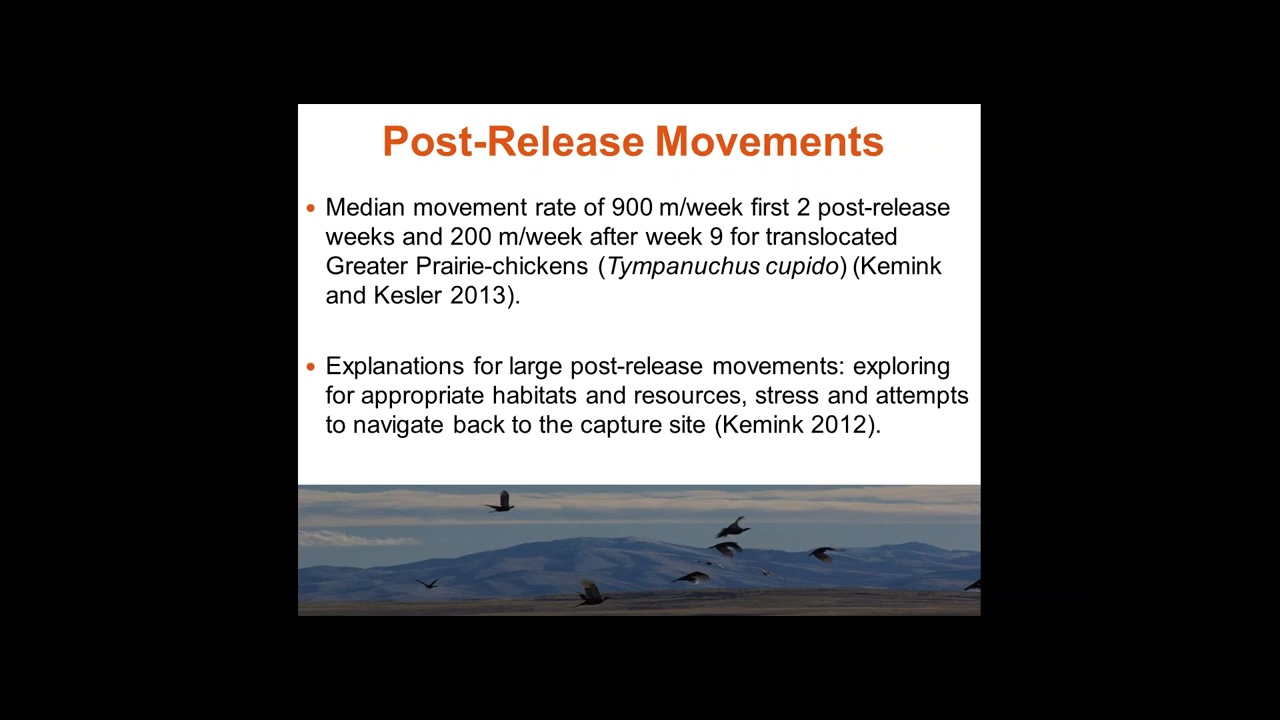 Post-Release Movements
• Median movement rate of 900 m/week first 2 post-release
weeks and 200 m/week after week 9 for translocated
Greater Prairie-chickens (Tympanuchus cupido) (Kemink
and Kesler 2013).
• Explanations for large post-release movements: exploring
for appropriate habitats and resources, stress and attempts
to navigate back to the capture site (Kemink 2012).